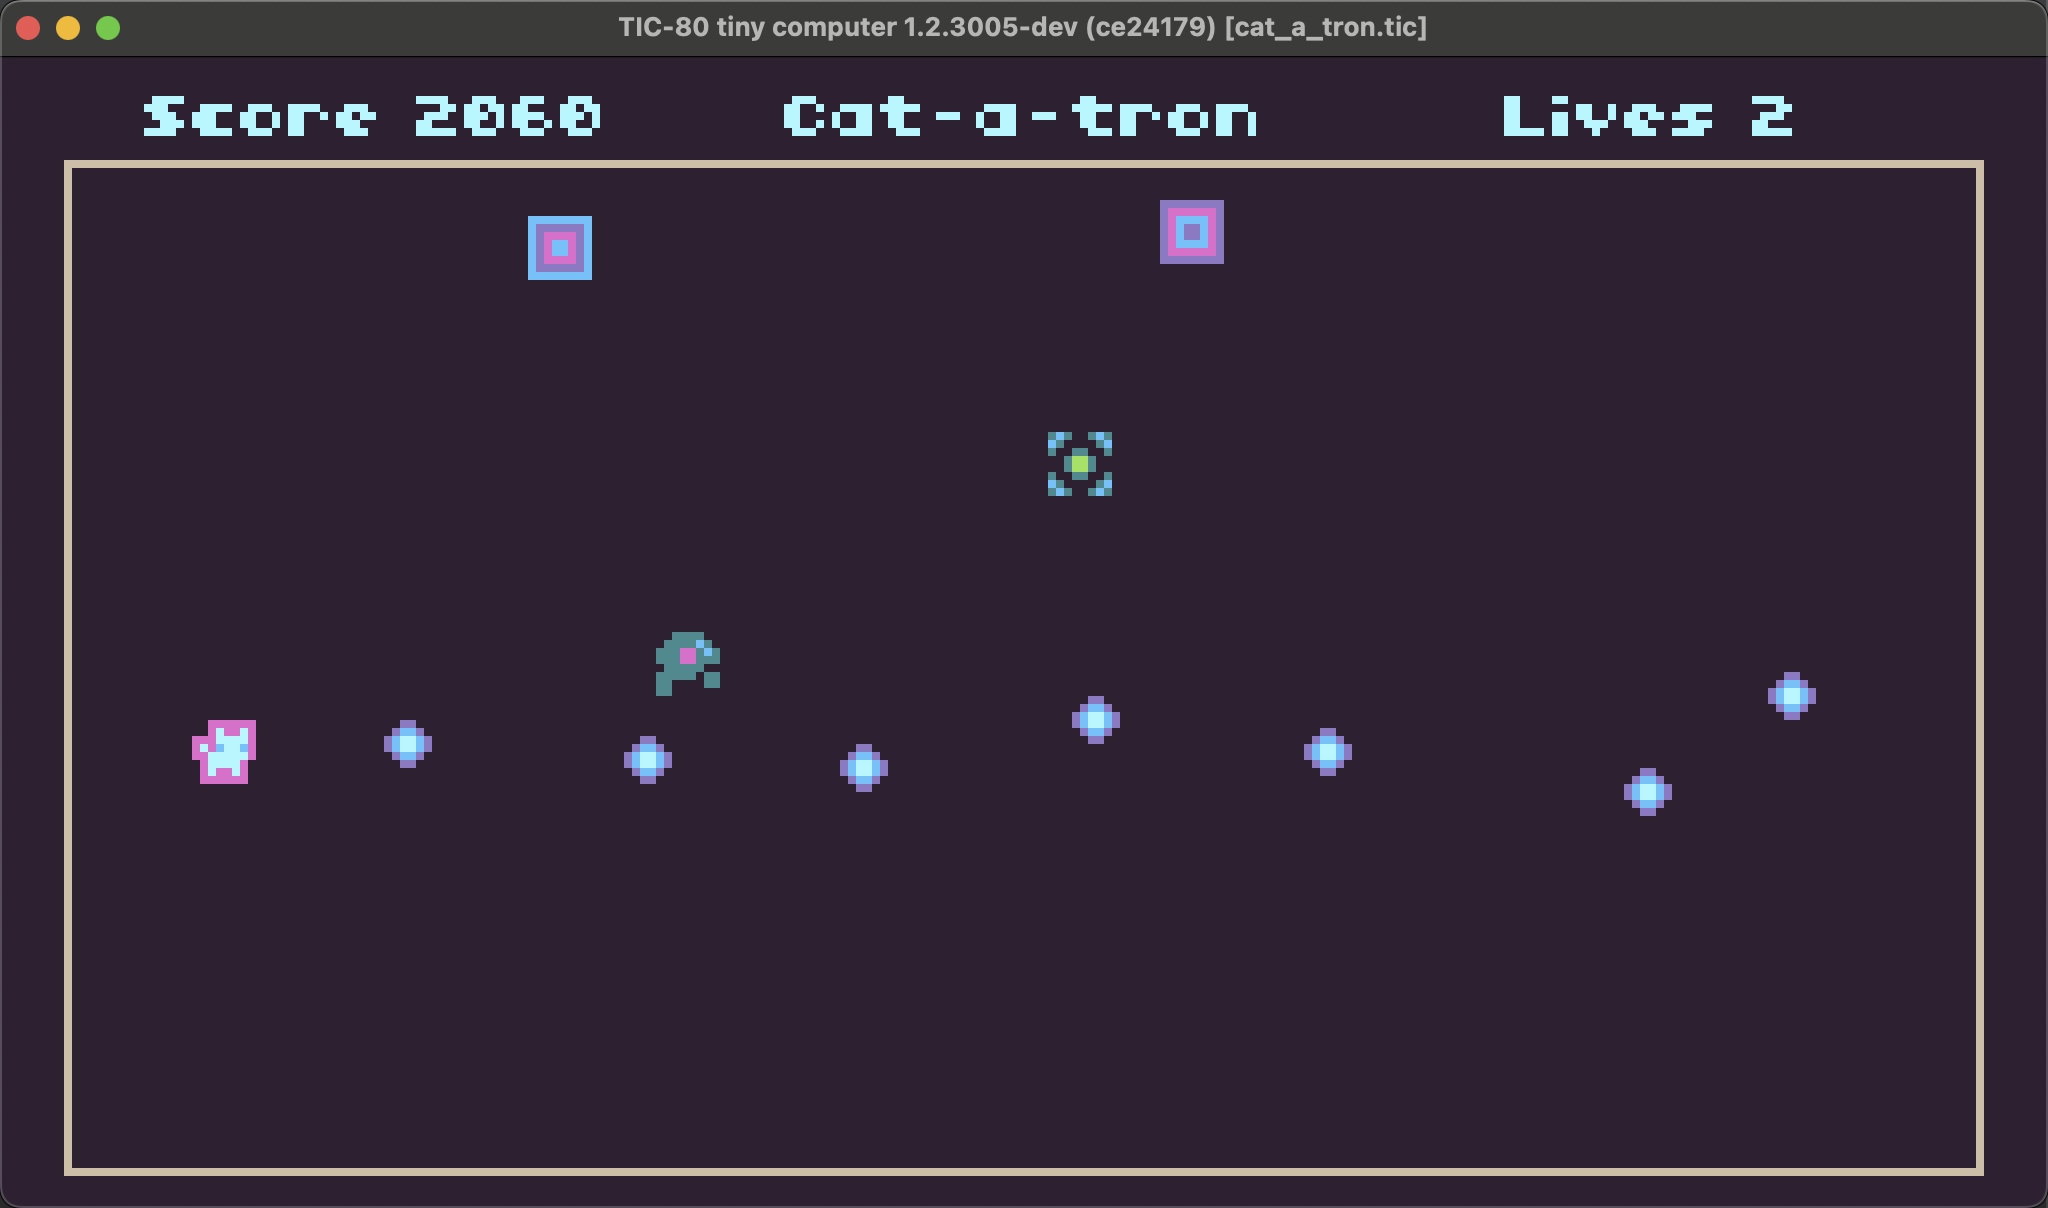 TIC-80 tiny computer 1.2.3005-dev (ce24179) [cat_a_tron.tic]
Score 2060 Cat-a-tron Lives 2